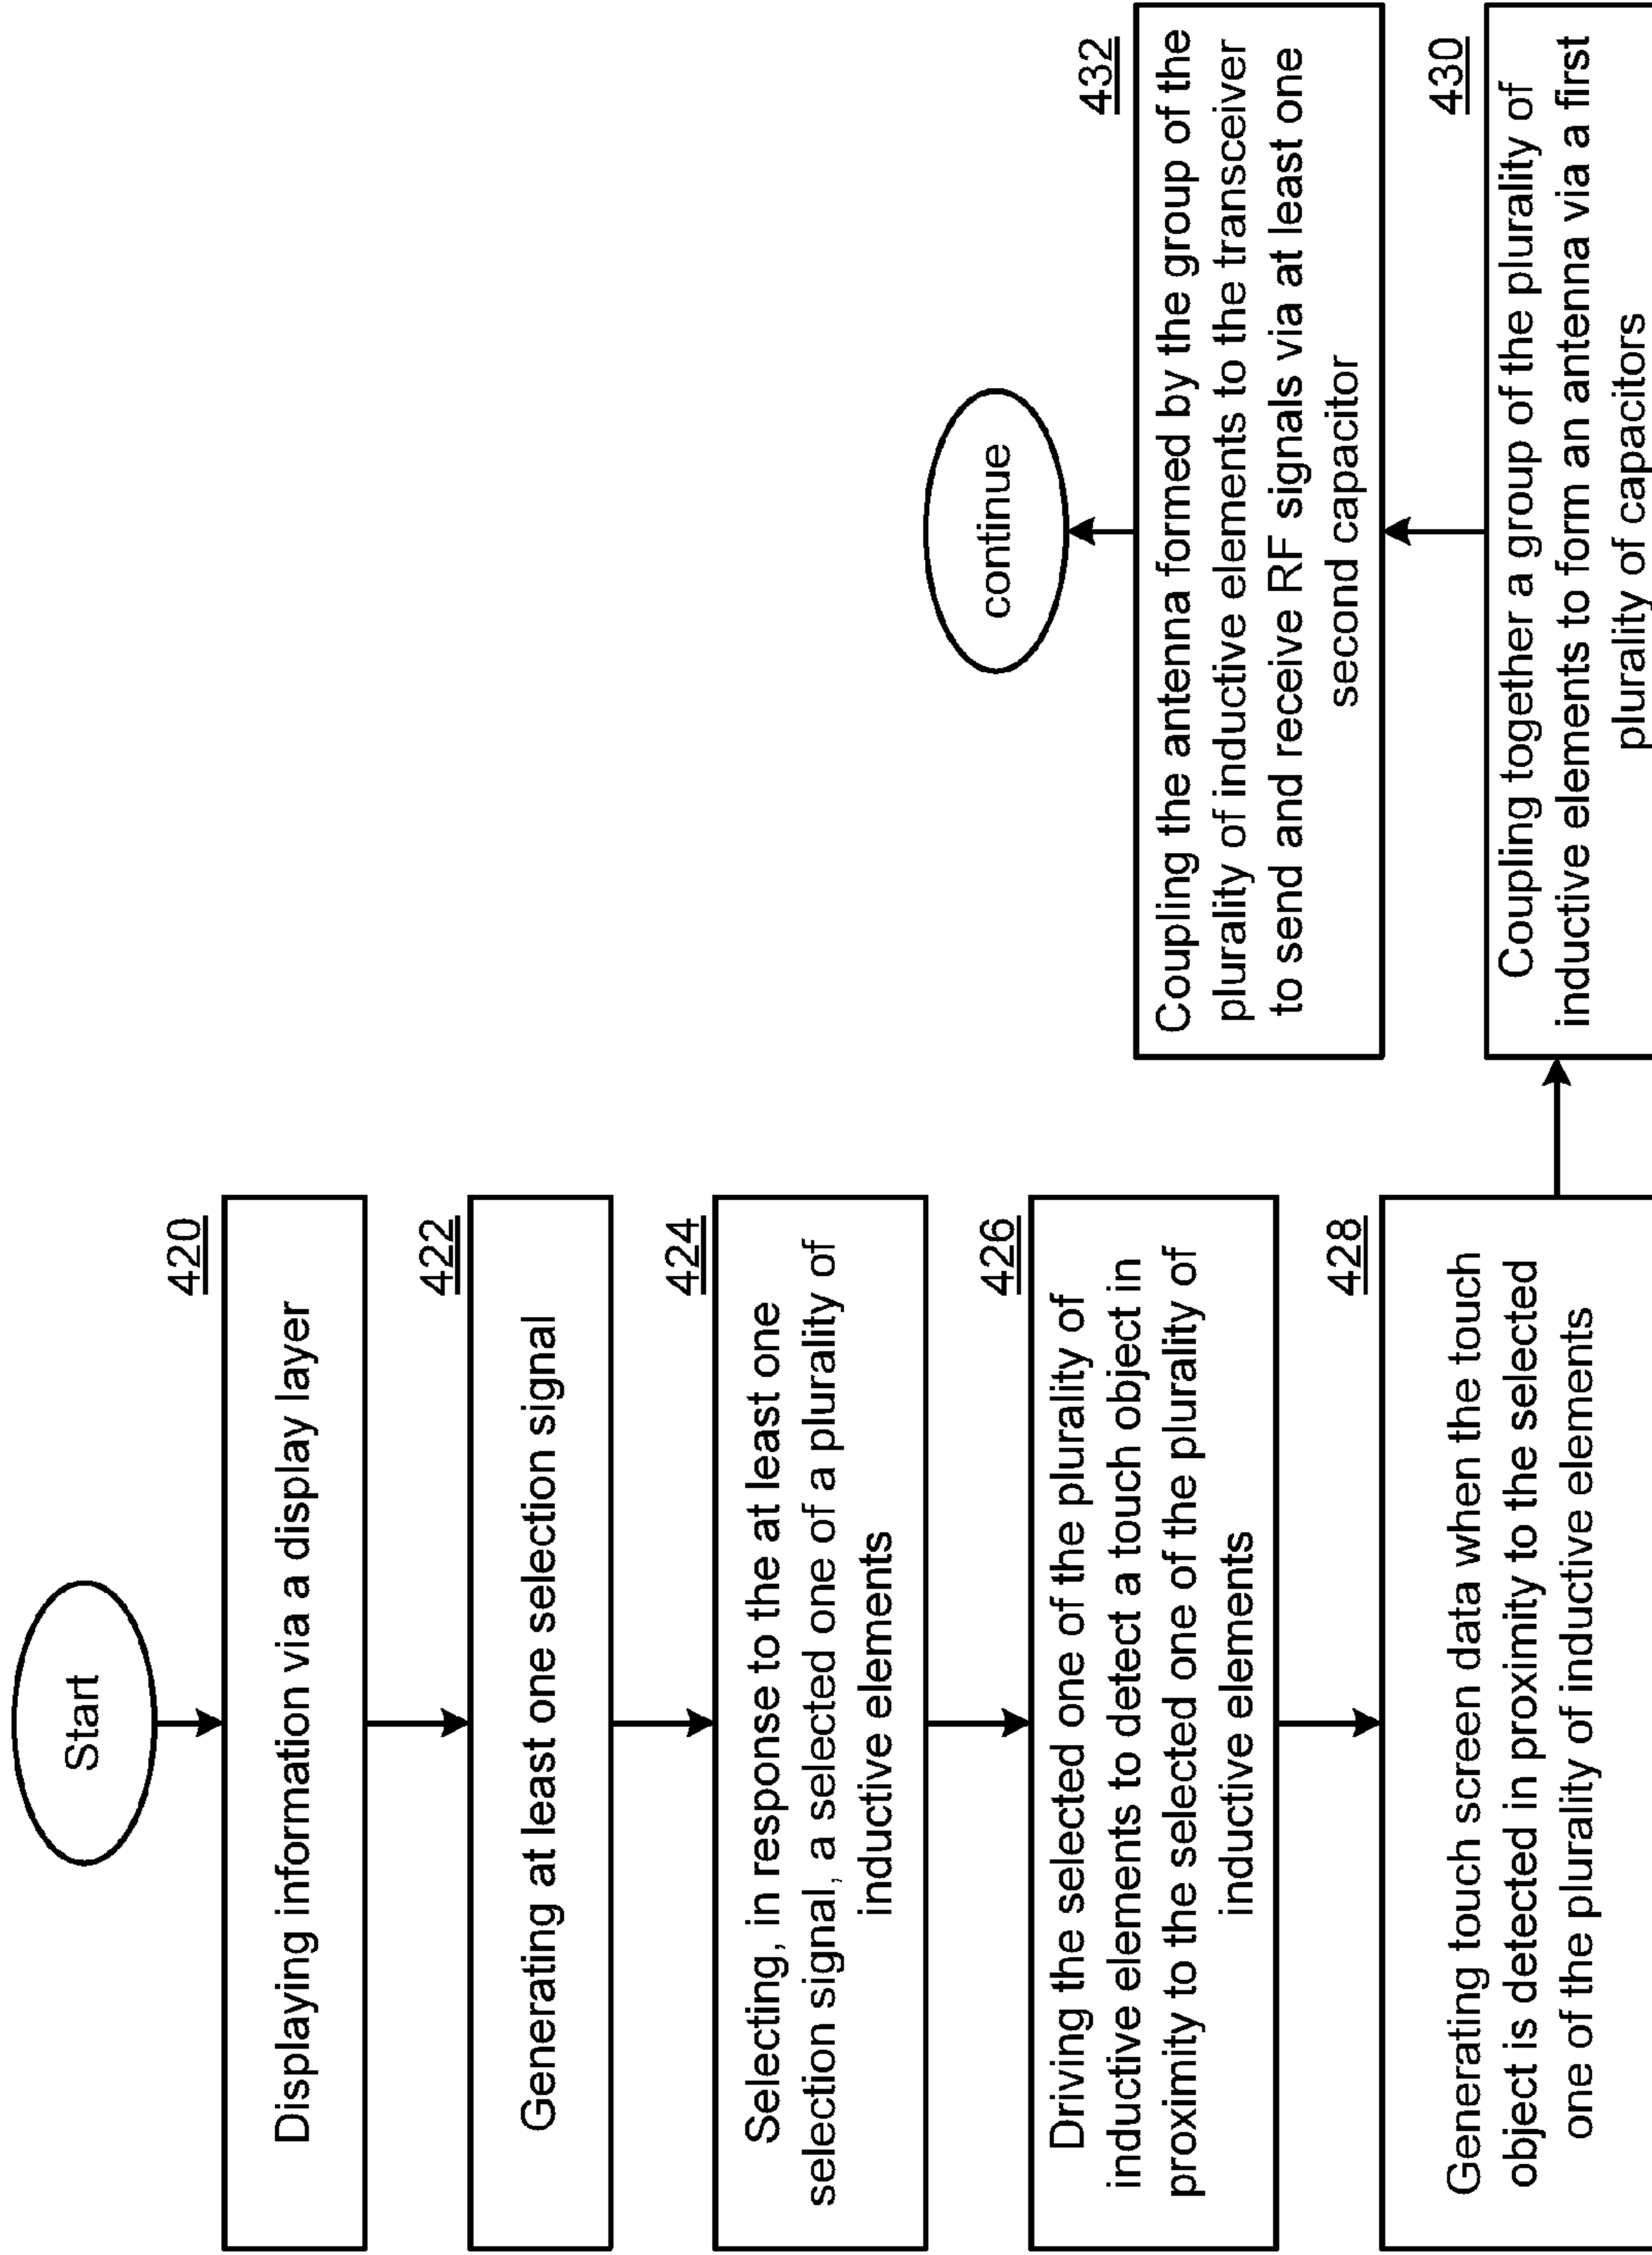 Start
420
Displaying information via a display layer
422
Generating at least one selection signal
424
Selecting, in response to the at least one
selection signal, a selected one of a plurality of
inductive elements
426
Driving the selected one of the plurality of
inductive elements to detect a touch object in
proximity to the selected one of the plurality of
inductive elements
428
Generating touch screen data when the touch
object is detected in proximity to the selected
one of the plurality of inductive elements
430
Coupling together a group of the plurality of
inductive elements to form an antenna via a first
plurality of capacitors
432
Coupling the antenna formed by the group of the
plurality of inductive elements to the transceiver
to send and receive RF signals via at least one
second capacitor
continue